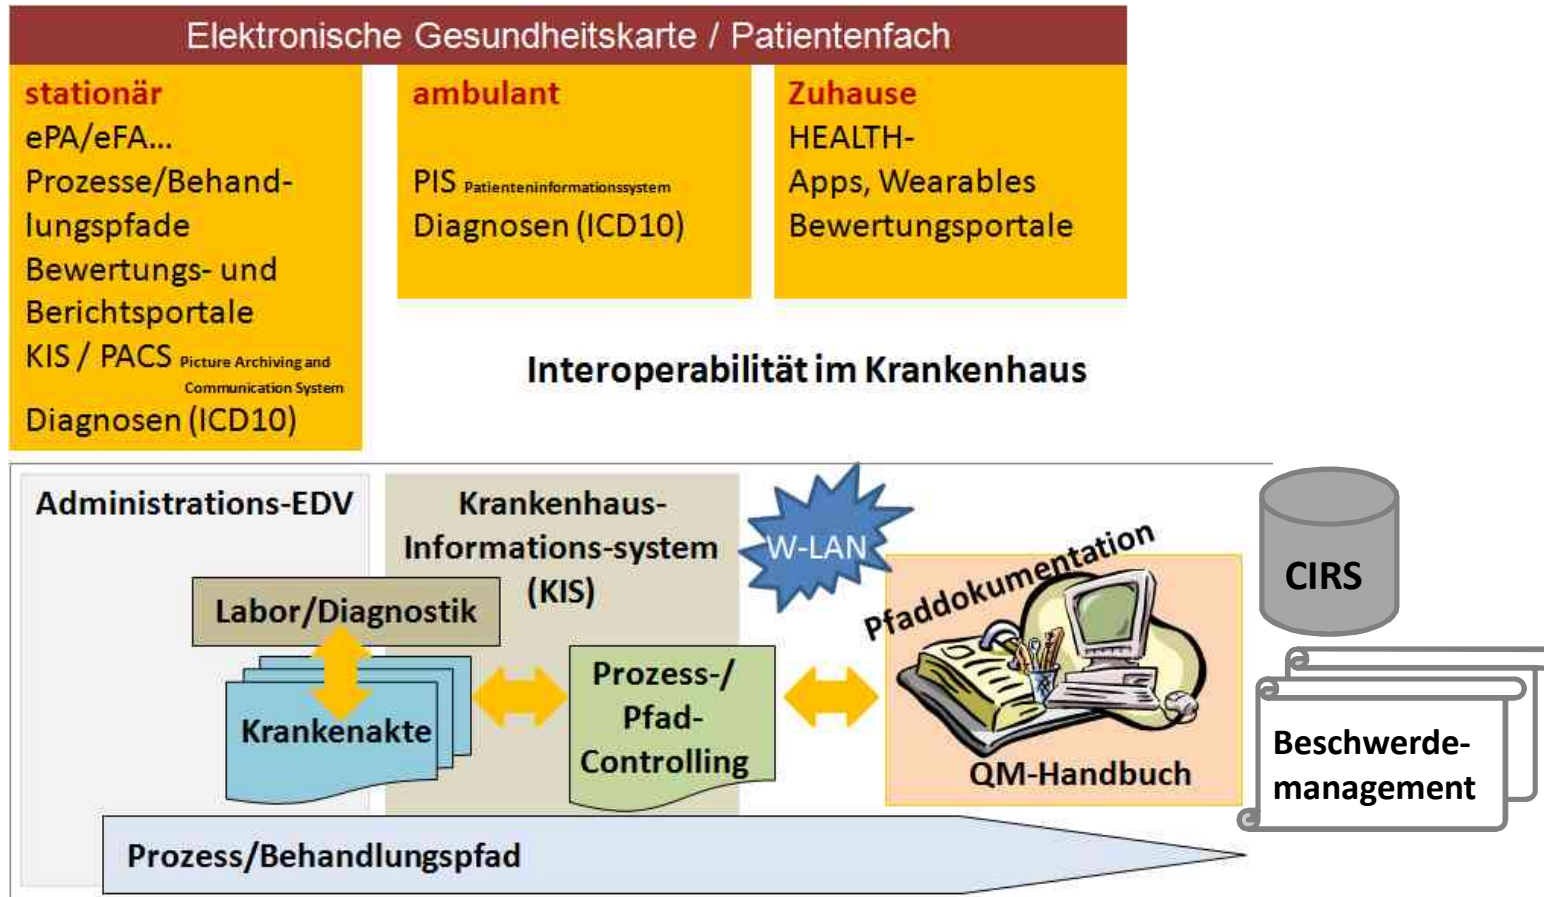 Elektronische Gesundheitskarte / Patientenfach
stationär
ePA/eFA...
Prozesse/Behand-
lungspfade
Bewertungs- und
Berichtsportale
KIS / PACS Picture Archiving and
Communication System
Diagnosen (ICD10)
ambulant
PIS Patienteninformationssystem
Diagnosen (ICD10)
Zuhause
HEALTH-
Apps, Wearables
Bewertungsportale
Interoperabilität im Krankenhaus
Administrations-EDV
Krankenhaus-
Informations-system
(KIS)
W-LAN
Labor/Diagnostik
Krankenakte
Prozess-/
Pfad-
Controlling
Pfaddokumentation
QM-Handbuch
CIRS
Beschwerde-
management
Prozess/Behandlungspfad